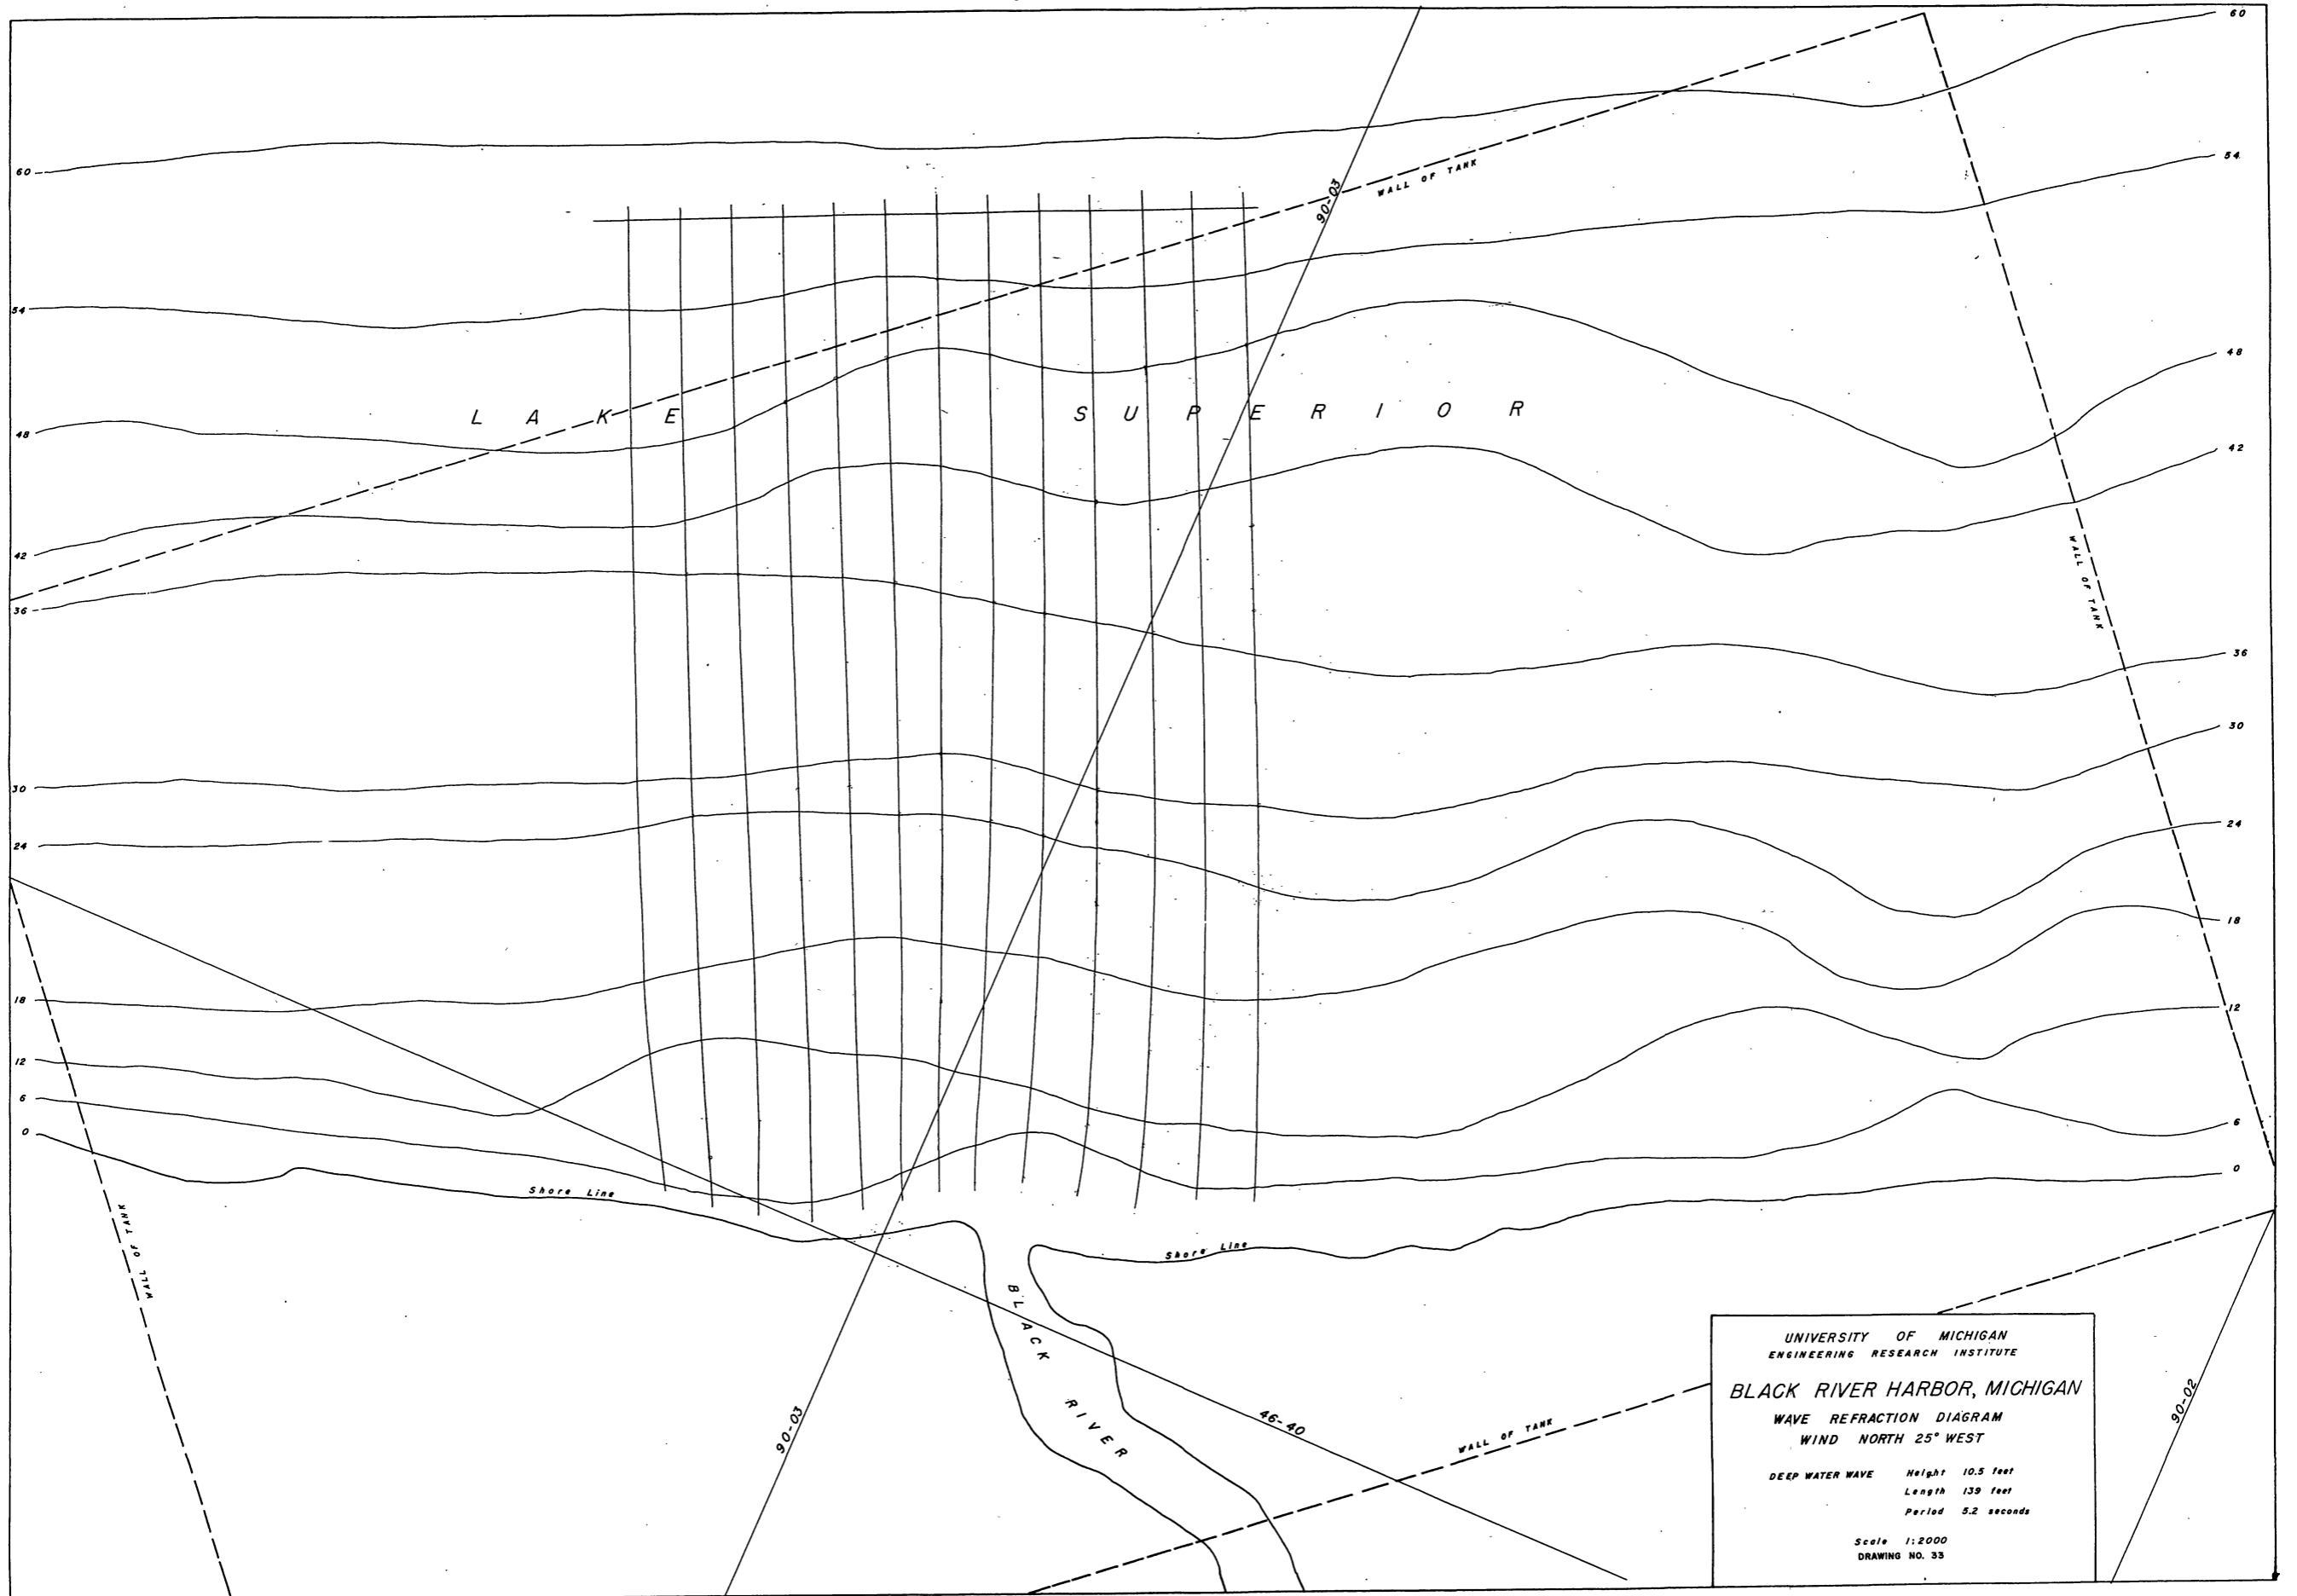 60
60
54
54
48
48
42
42
36
36
30
30
24
24
18
18
12
12
6
6
0
0
90-03
WALL OF TANK
LAKE SUPERIOR
WALL OF TANK
Shore Line
Shore Line
WALL OF TANK
BLACK RIVER
90-03
46-40
WALL OF TANK
90-02
UNIVERSITY OF MICHIGAN
ENGINEERING RESEARCH INSTITUTE
BLACK RIVER HARBOR, MICHIGAN
WAVE REFRACTION DIAGRAM
WIND NORTH 25° WEST
DEEP WATER WAVE Height 10.5 feet
Length 139 feet
Period 5.2 seconds
Scale 1:2000
DRAWING NO. 33